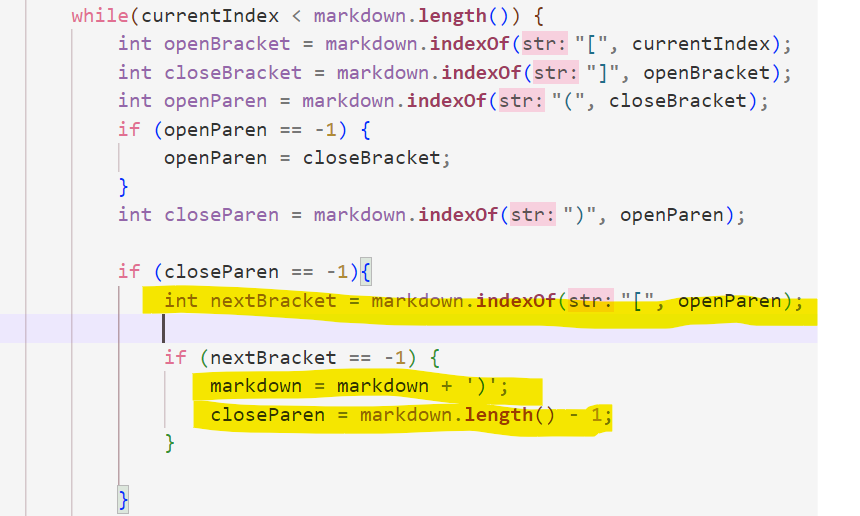 while(currentIndex < markdown.length()) {
int openBracket = markdown.indexOf(str: "[", currentIndex);
int closeBracket = markdown.indexOf(str: "]", openBracket);
int openParen = markdown.indexOf(str: "(", closeBracket);
if (openParen == -1) {
openParen = closeBracket;
}
int closeParen = markdown.indexOf(str: ")", openParen);
if (closeParen == -1){
int nextBracket = markdown.indexOf(str: "[", openParen);
if (nextBracket == -1) {
markdown = markdown + ')';
closeParen = markdown.length() - 1;
}
}